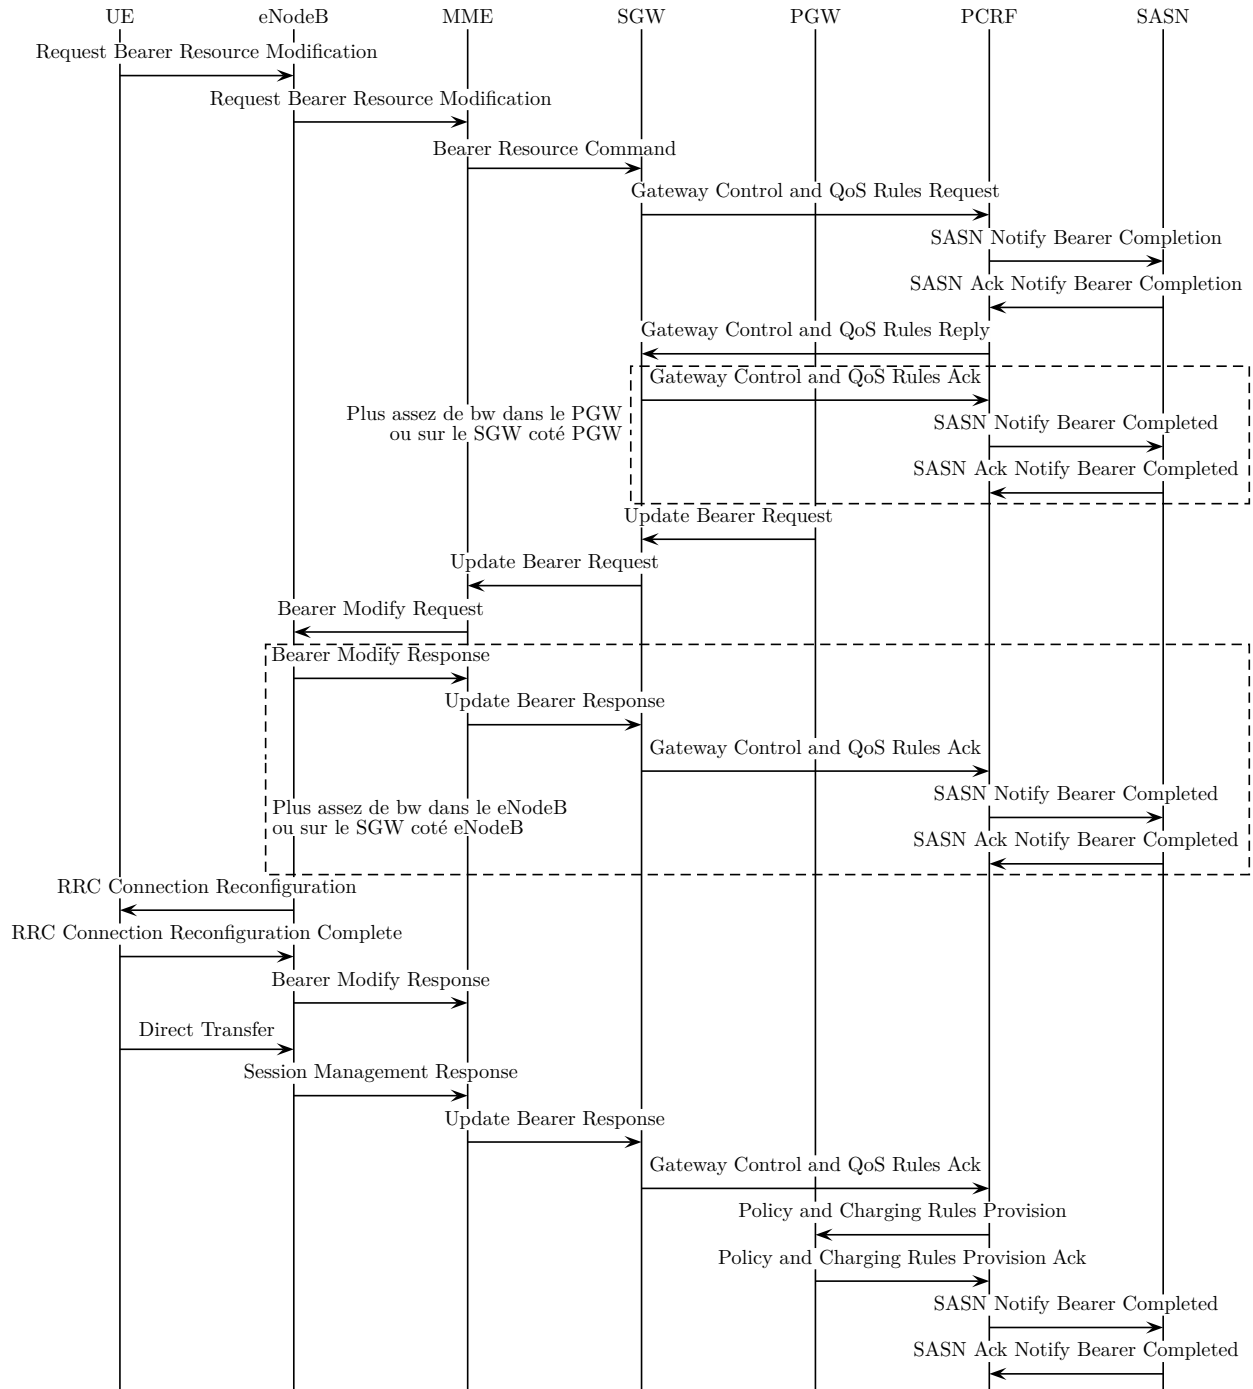 UE eNodeB MME SGW PGW PCRF SASN
Request Bearer Resource Modification
Request Bearer Resource Modification
Bearer Resource Command
Gateway Control and QoS Rules Request
SASN Notify Bearer Completion
SASN Ack Notify Bearer Completion
Gateway Control and QoS Rules Reply
Gateway Control and QoS Rules Ack
Plus assez de bw dans le PGW
ou sur le SGW coté PGW
SASN Notify Bearer Completed
SASN Ack Notify Bearer Completed
Update Bearer Request
Update Bearer Request
Bearer Modify Request
Bearer Modify Response
Update Bearer Response
Gateway Control and QoS Rules Ack
SASN Notify Bearer Completed
Plus assez de bw dans le eNodeB
ou sur le SGW coté eNodeB
SASN Ack Notify Bearer Completed
RRC Connection Reconfiguration
RRC Connection Reconfiguration Complete
Bearer Modify Response
Direct Transfer
Session Management Response
Update Bearer Response
Gateway Control and QoS Rules Ack
Policy and Charging Rules Provision
Policy and Charging Rules Provision Ack
SASN Notify Bearer Completed
SASN Ack Notify Bearer Completed